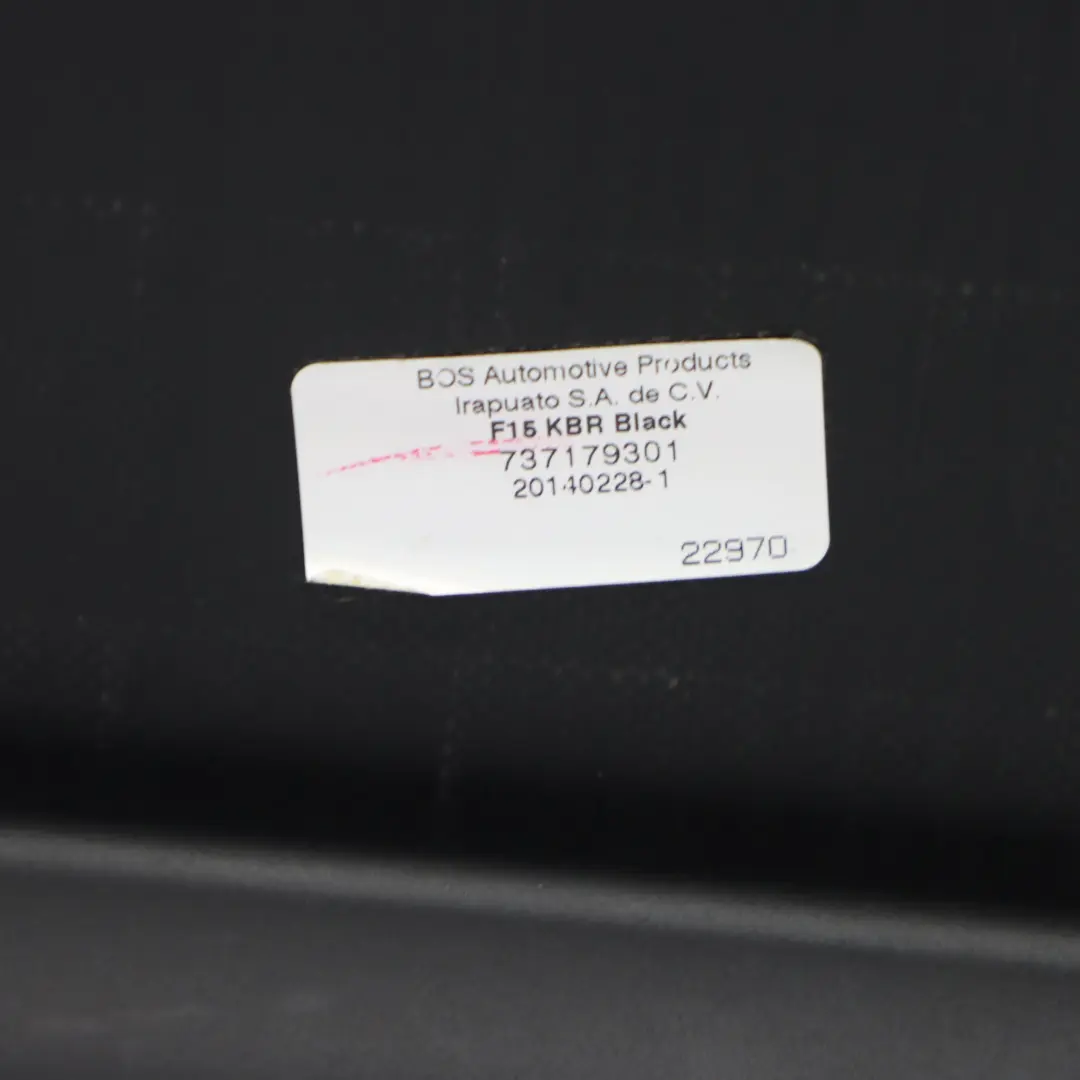 BOS Automotive Products
Irapuato S.A. de C.V.
F15 KBR Black
737179301
20140228-1
22970